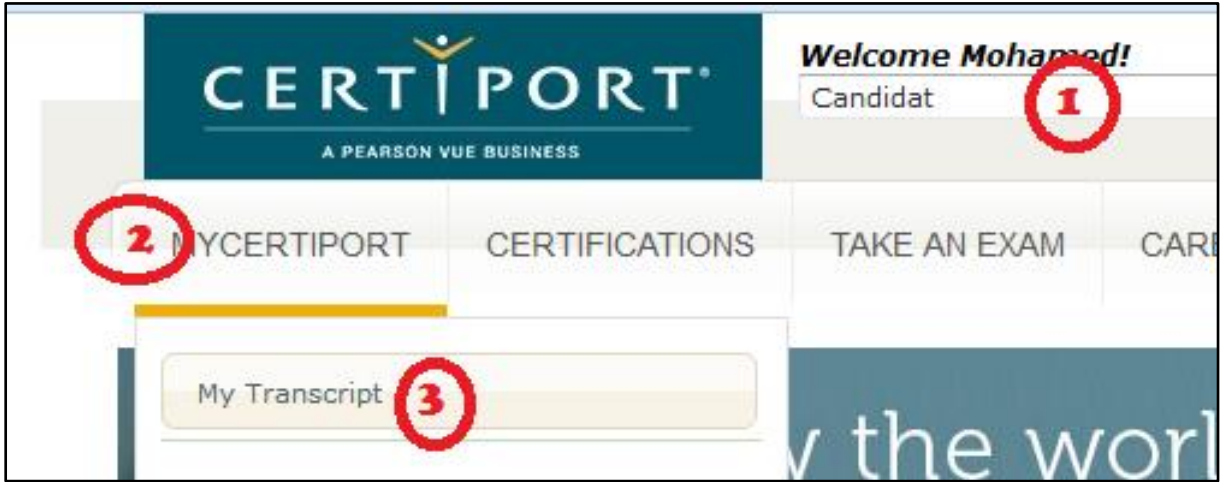 CERTIPORT®
A PEARSON VUE BUSINESS
Welcome Mohamed!
Candidat
1
2
MYCERTIPORT
CERTIFICATIONS
TAKE AN EXAM
CARE
My Transcript
3
y the worl